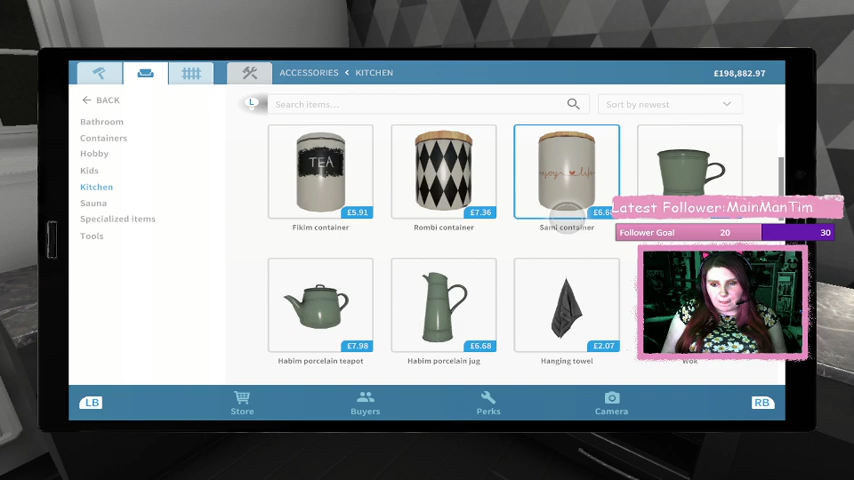 ACCESSORIES < KITCHEN
£198,882.97
BACK
L
Search items...
Sort by newest
Bathroom
Containers
Hobby
Kids
Kitchen
Sauna
Specialized items
Tools
TEA
enjoy life
£5.91
£7.36
Fikim container
Rombi container
Sami container
Latest Follower:MainManTim
Follower Goal 20 30
£7.98
£6.68
£2.07
Habim porcelain teapot
Habim porcelain jug
Hanging towel
Wok
LB
Store
Buyers
Perks
Camera
RB